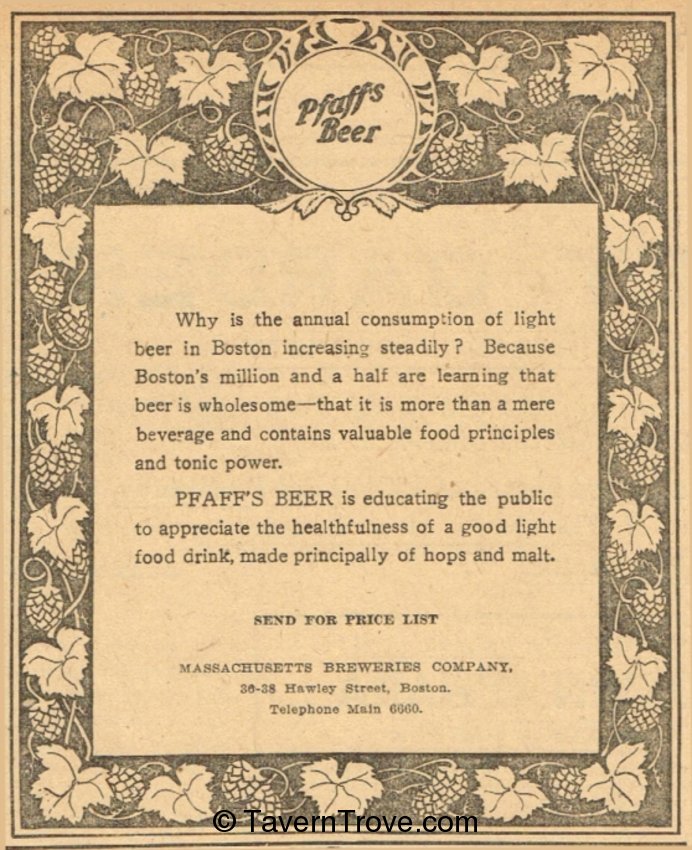 Pfaff's
Beer
Why is the annual consumption of light
beer in Boston increasing steadily? Because
Boston's million and a half are learning that
beer is wholesome—that it is more than a mere
beverage and contains valuable food principles
and tonic power.
PFAFF'S BEER is educating the public
to appreciate the healthfulness of a good light
food drink, made principally of hops and malt.
SEND FOR PRICE LIST
MASSACHUSETTS BREWERIES COMPANY,
36-38 Hawley Street, Boston.
Telephone Main 6660.
© TavernTrove.com